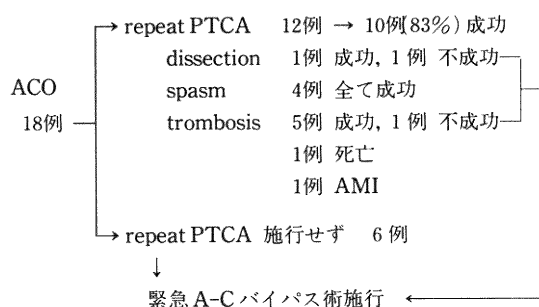 repeat PTCA 12例 → 10例(83%)成功
dissection 1例 成功, 1例 不成功
ACO
spasm 4例 全て成功
18例
trombosis 5例 成功, 1例 不成功
1例 死亡
1例 AMI
repeat PTCA 施行せず 6例
緊急A-Cバイパス術施行